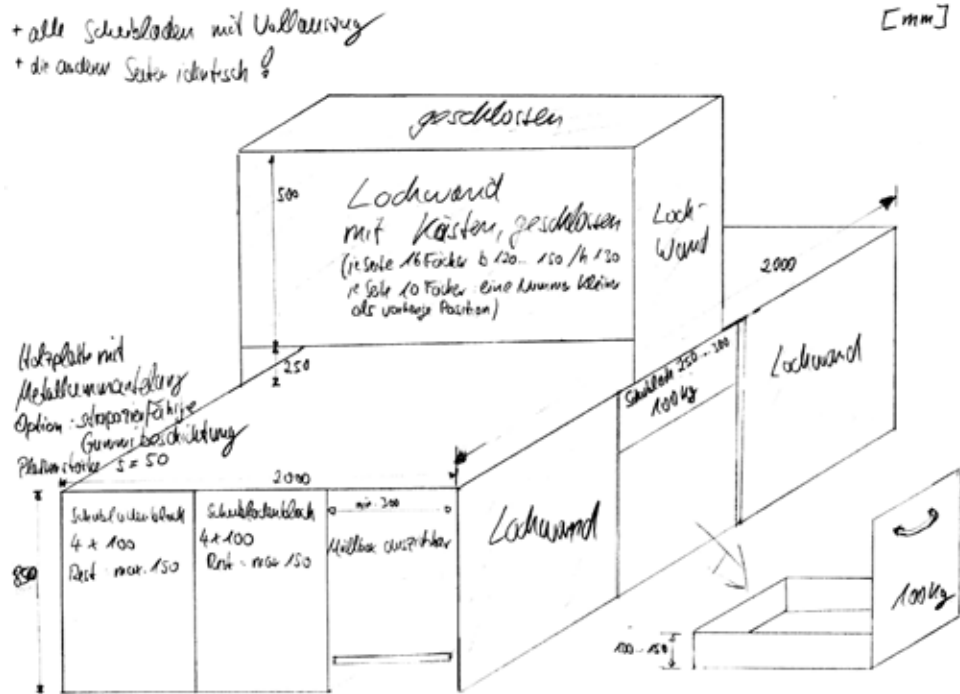 + alle Schubladen mit Vollauszug
+ die anderen Seiten identisch!
[mm]
geschlossen
500
Lochwand
mit Kästen, geschlossen
(je Seite 16 Fächer b 120...150/h 130
je Seite 10 Fächer eine Nummer kleiner
als vorherige Position)
Loch-
Wand
2000
250
Holzplatte mit
Metallummantelung
Option: strapazierfähige
Gummibeschichtung
Plattenstärke s = 50
Schublade 250...300
100 kg
Lochwand
2000
850
Schubladenblock
4 x 100
Rest - max. 150
Schubladenblock
4 x 100
Rest - max 150
min. 300
Müllbox ausziehbar
Lochwand
100 kg
100...150